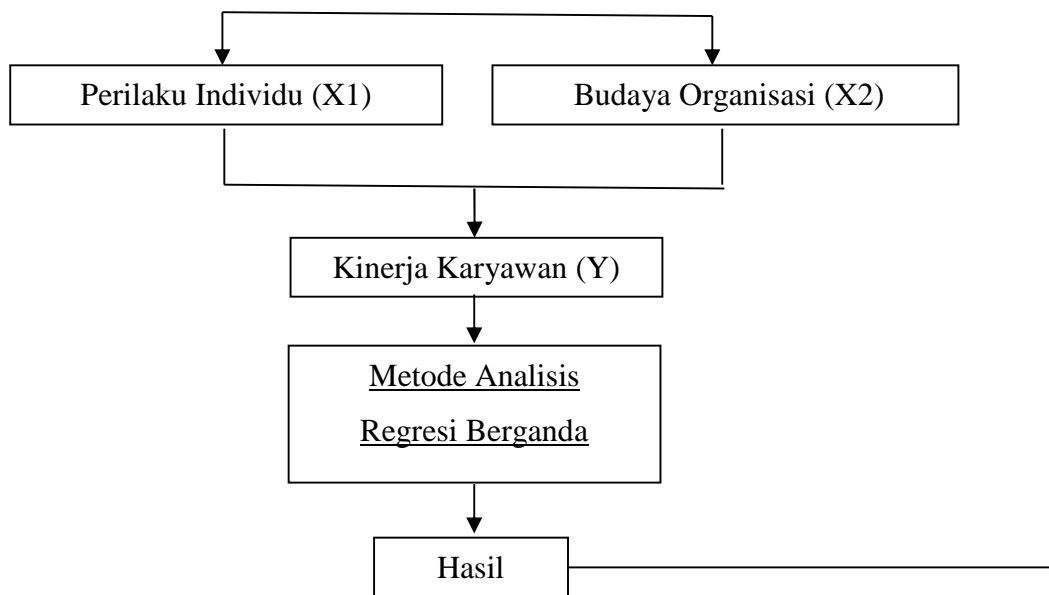 Perilaku Individu (X1)
Budaya Organisasi (X2)
Kinerja Karyawan (Y)
Metode Analisis
Regresi Berganda
Hasil